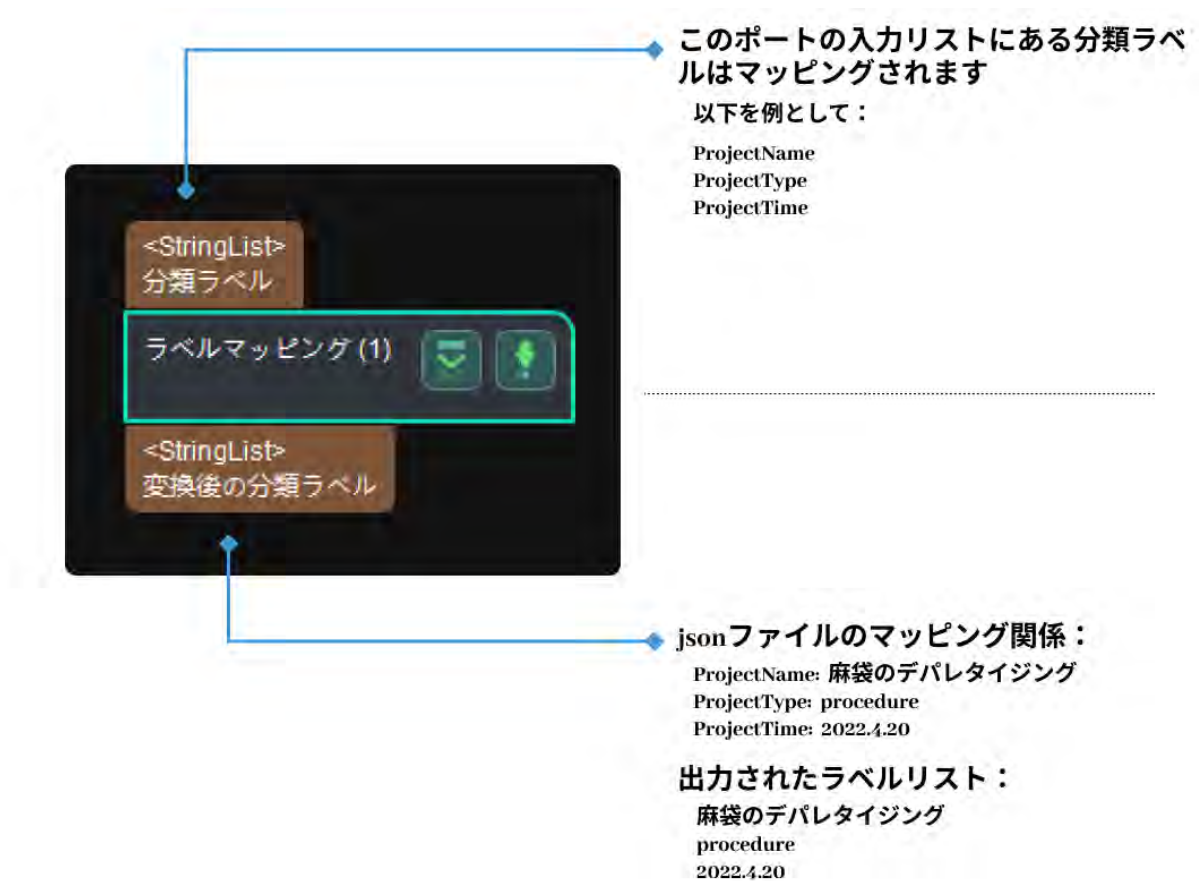 このポートの入力リストにある分類ラベ
ルはマッピングされます
以下を例として：
ProjectName
ProjectType
ProjectTime
<StringList>
分類ラベル
ラベルマッピング (1)
<StringList>
変換後の分類ラベル
jsonファイルのマッピング関係：
ProjectName: 麻袋のデパレタイジング
ProjectType: procedure
ProjectTime: 2022.4.20
出力されたラベルリスト：
麻袋のデパレタイジング
procedure
2022.4.20